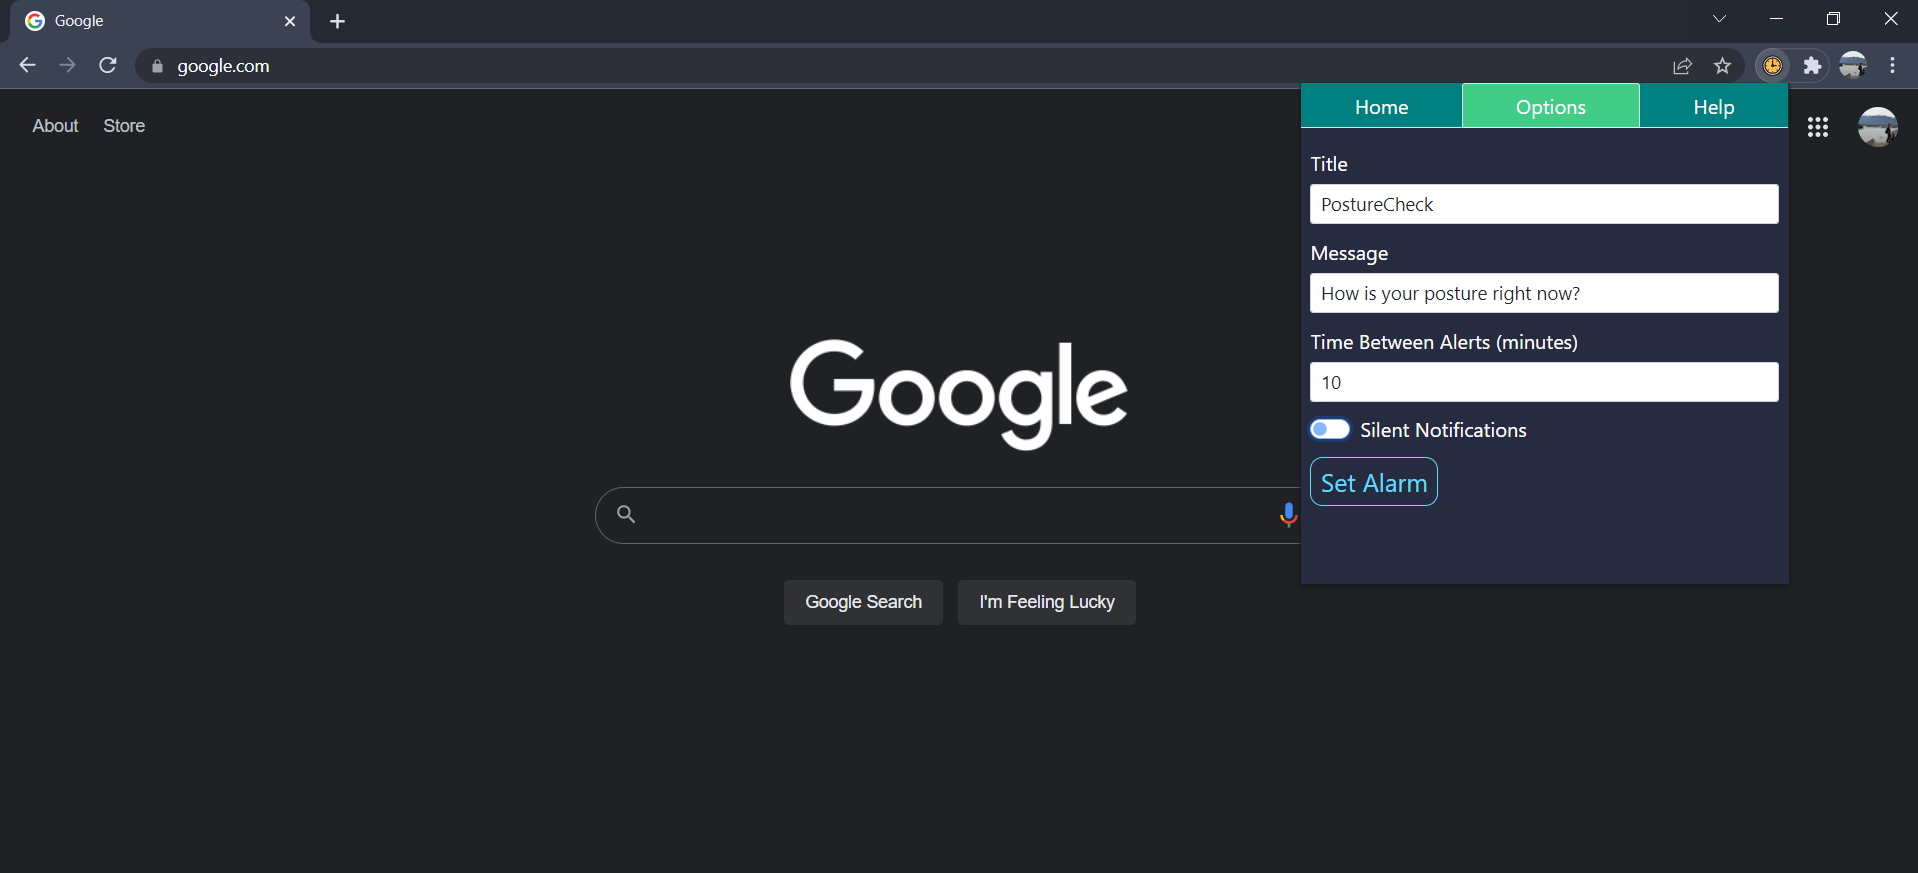 Google
google.com
About Store
Home Options Help
Title
PostureCheck
Message
How is your posture right now?
Time Between Alerts (minutes)
10
Silent Notifications
Set Alarm
Google
Google Search I'm Feeling Lucky